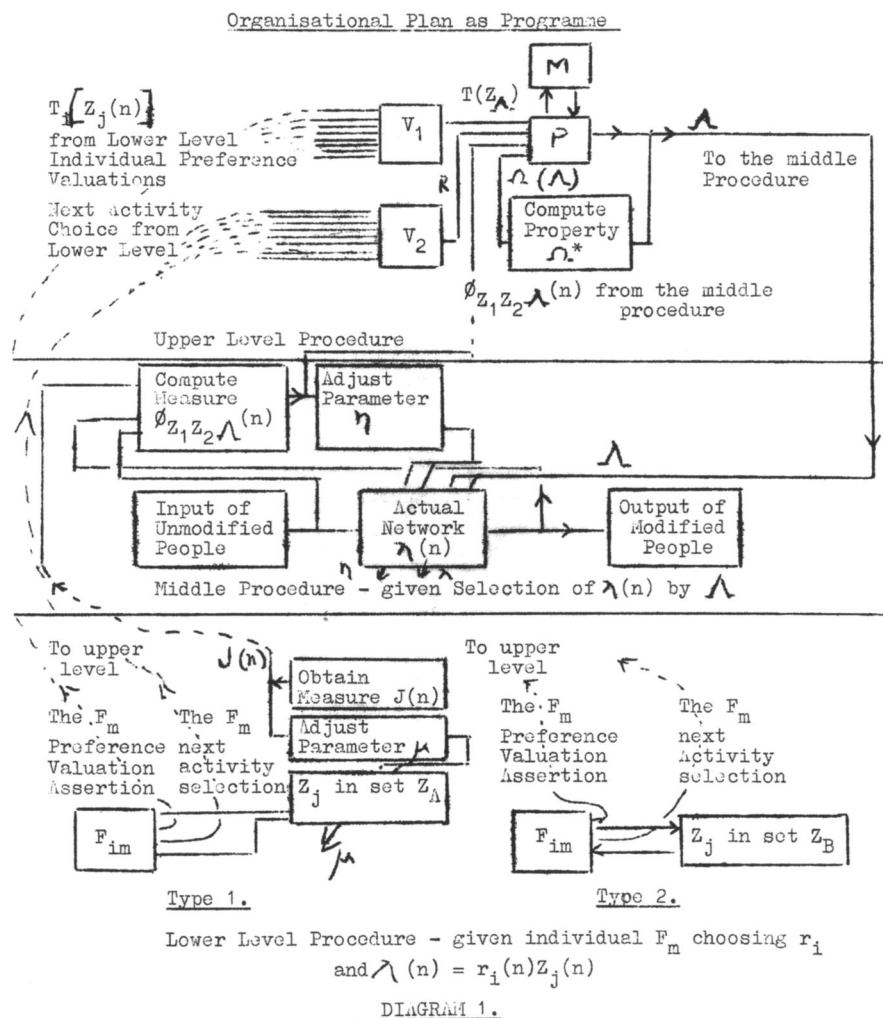 Organisational Plan as Programme
M
T_i[Z_j(n)]
from Lower Level
Individual Preference
Valuations
V_1
T(Z_Λ)
P
Λ
To the middle
Procedure
R
Ω (Λ)
Next activity
Choice from
Lower Level
V_2
Compute
Property
Ω*
Ø_{Z_1Z_2Λ}(n) from the middle
procedure
Upper Level Procedure
Compute
Measure
Ø_{Z_1Z_2Λ}(n)
Adjust
Parameter
η
Λ
Input of
Unmodified
People
Actual
Network
λ(n)
Output of
Modified
People
η λ
Middle Procedure - given Selection of λ(n) by Λ
To upper
level
J(n)
Obtain
Measure J(n)
Adjust
Parameter μ
The F_m
Preference
Valuation
Assertion
The F_m
next
activity
selection
Z_j in set Z_A
F_im
μ
Type 1.
To upper
level
The F_m
Preference
Valuation
Assertion
The F_m
next
Activity
selection
F_im
Z_j in set Z_B
Type 2.
Lower Level Procedure - given individual F_m choosing r_i
and λ (n) = r_i(n)Z_j(n)
DIAGRAM 1.